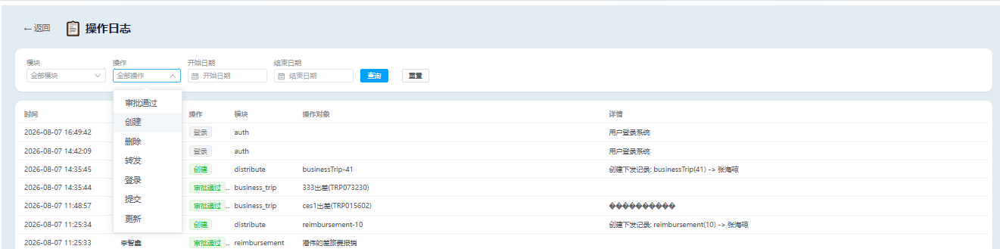 ←返回 操作日志
模块 操作 开始日期 结束日期
全部模块 全部操作 开始日期 结束日期 查询 重置
审批通过
创建
删除
转发
登录
提交
更新
时间 操作 模块 操作对象 详情
2026-08-07 16:49:42 登录 auth 用户登录系统
2026-08-07 14:42:09 登录 auth 用户登录系统
2026-08-07 14:35:45 创建 distribute businessTrip-41 创建下发记录: businessTrip(41) -> 张海琼
2026-08-07 14:35:44 审批通过 ... business_trip 333出差(TRP073230)
2026-08-07 11:48:57 审批通过 ... business_trip ces1出差(TRP015602) ����������
2026-08-07 11:25:34 创建 distribute reimbursement-10 创建下发记录: reimbursement(10) -> 张海琼
2026-08-07 11:25:33 李智鑫 审批通过 ... reimbursement 潘伟的差旅费报销